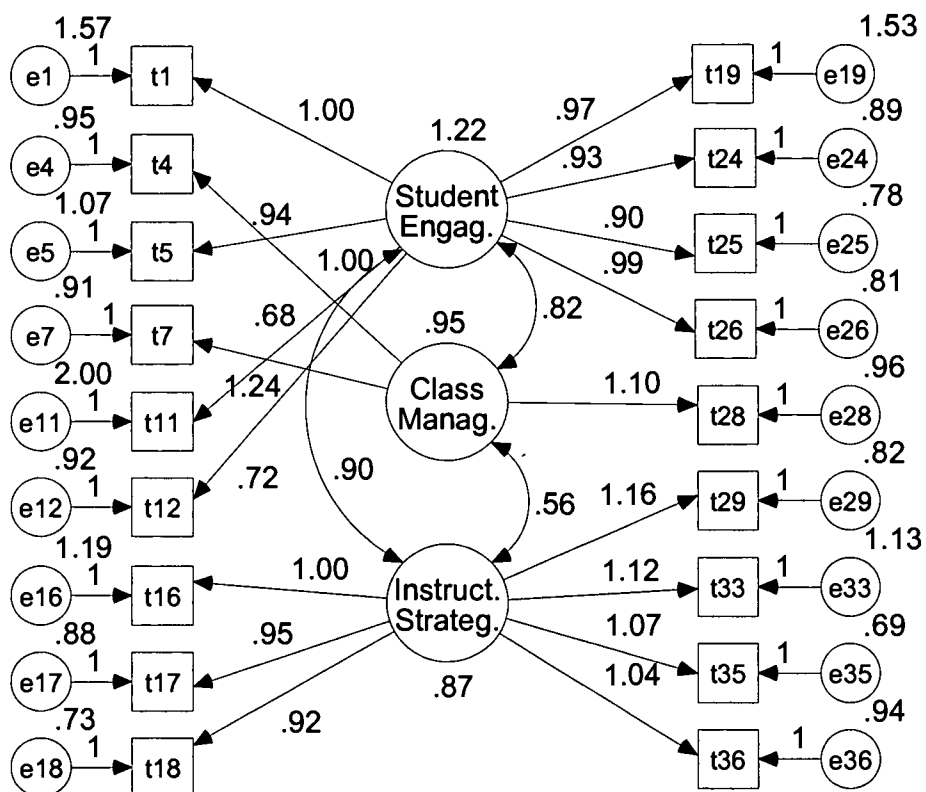 1.57
1.53
e1
1
t1
t19
1
e19
1.00
.97
1.22
.95
.89
e4
1
t4
.93
t24
1
e24
Student
Engag.
1.07
.78
e5
1
t5
.94
.90
t25
1
e25
1.00
.99
.91
.81
e7
1
t7
.68
.95
.82
t26
1
e26
2.00
.96
e11
1
t11
1.24
Class
Manag.
1.10
t28
1
e28
.92
.82
e12
1
t12
.72
.90
.56
1.16
t29
1
e29
1.19
1.13
e16
1
t16
1.00
Instruct.
Strateg.
1.12
t33
1
e33
.88
.69
e17
1
t17
.95
1.07
t35
1
e35
.87
1.04
.73
.94
e18
1
t18
.92
t36
1
e36